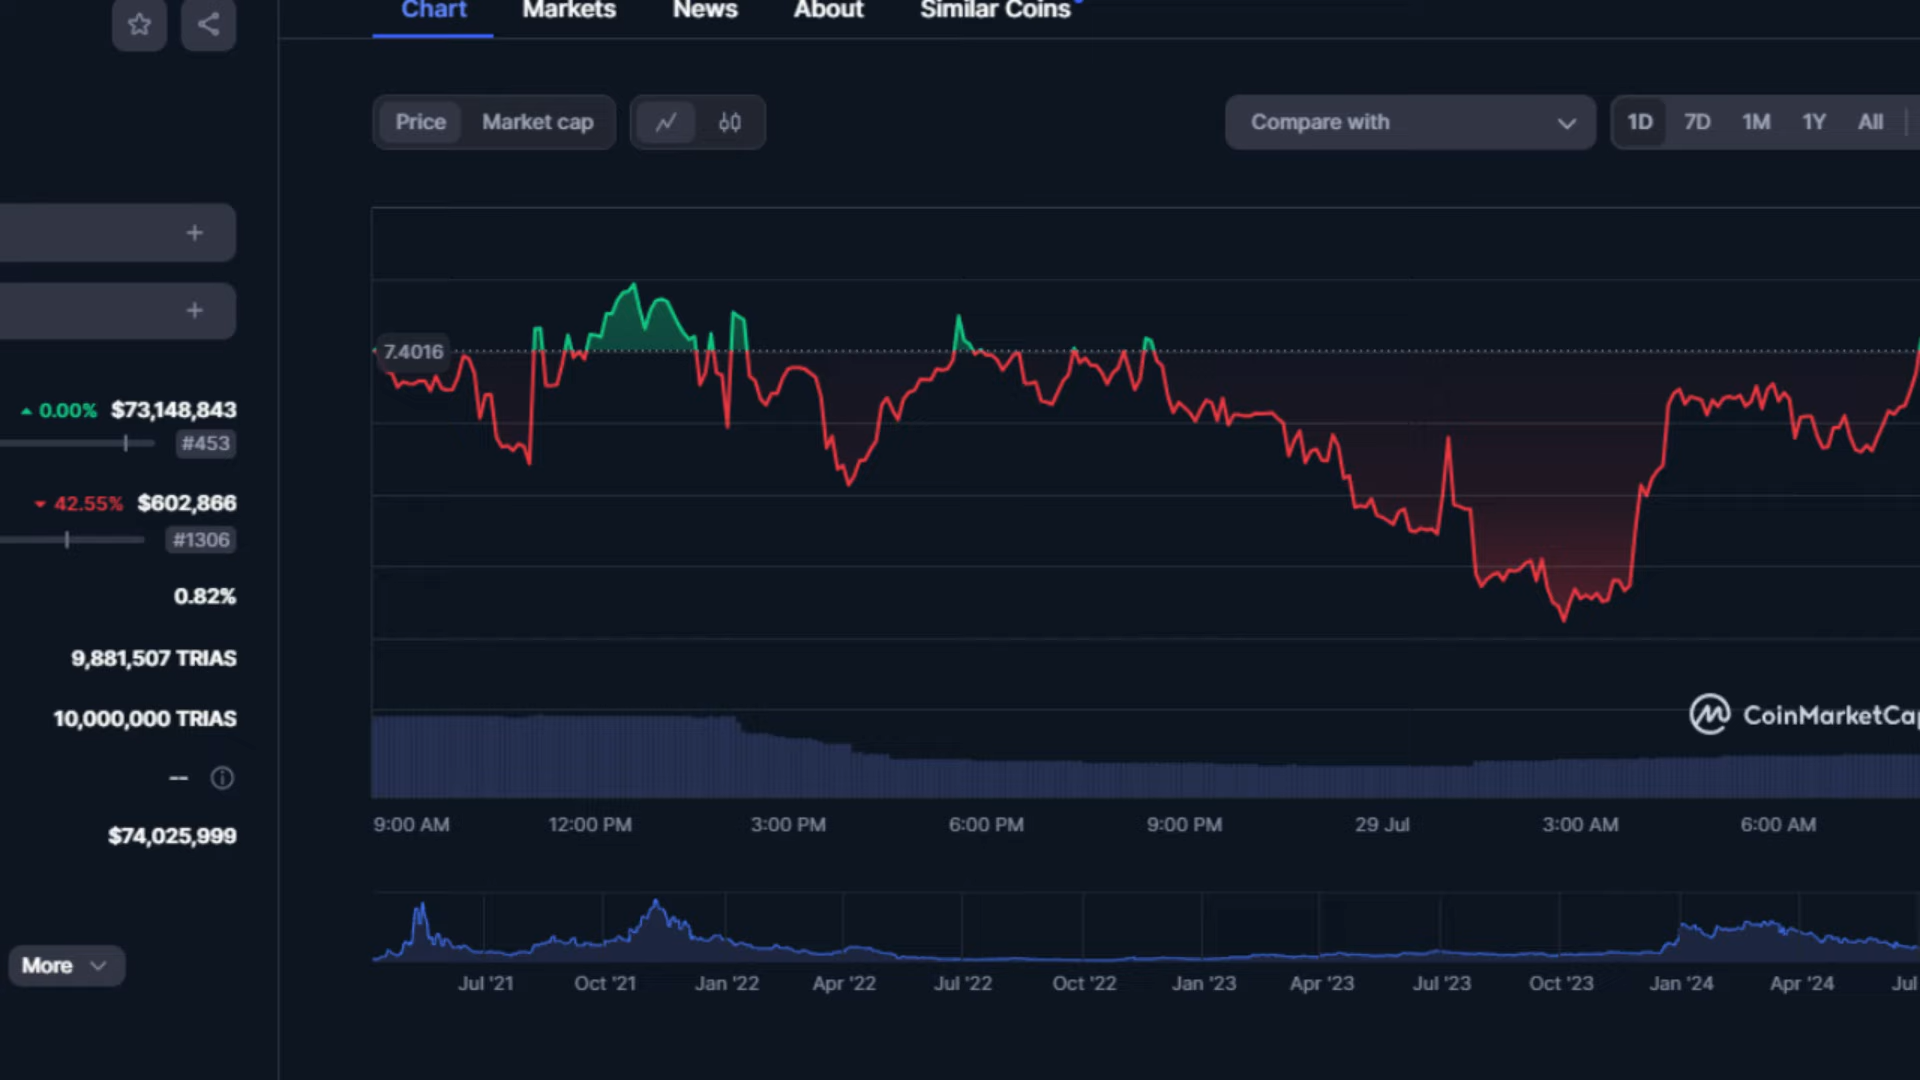 Chart Markets News About Similar Coins
Price Market cap
Compare with
1D 7D 1M 1Y All
+
+
7.4016
0.00% $73,148,843
#453
42.55% $602,866
#1306
0.82%
9,881,507 TRIAS
10,000,000 TRIAS
--
$74,025,999
More
CoinMarketCap
9:00 AM 12:00 PM 3:00 PM 6:00 PM 9:00 PM 29 Jul 3:00 AM 6:00 AM
Jul '21 Oct '21 Jan '22 Apr '22 Jul '22 Oct '22 Jan '23 Apr '23 Jul '23 Oct '23 Jan '24 Apr '24 Jul